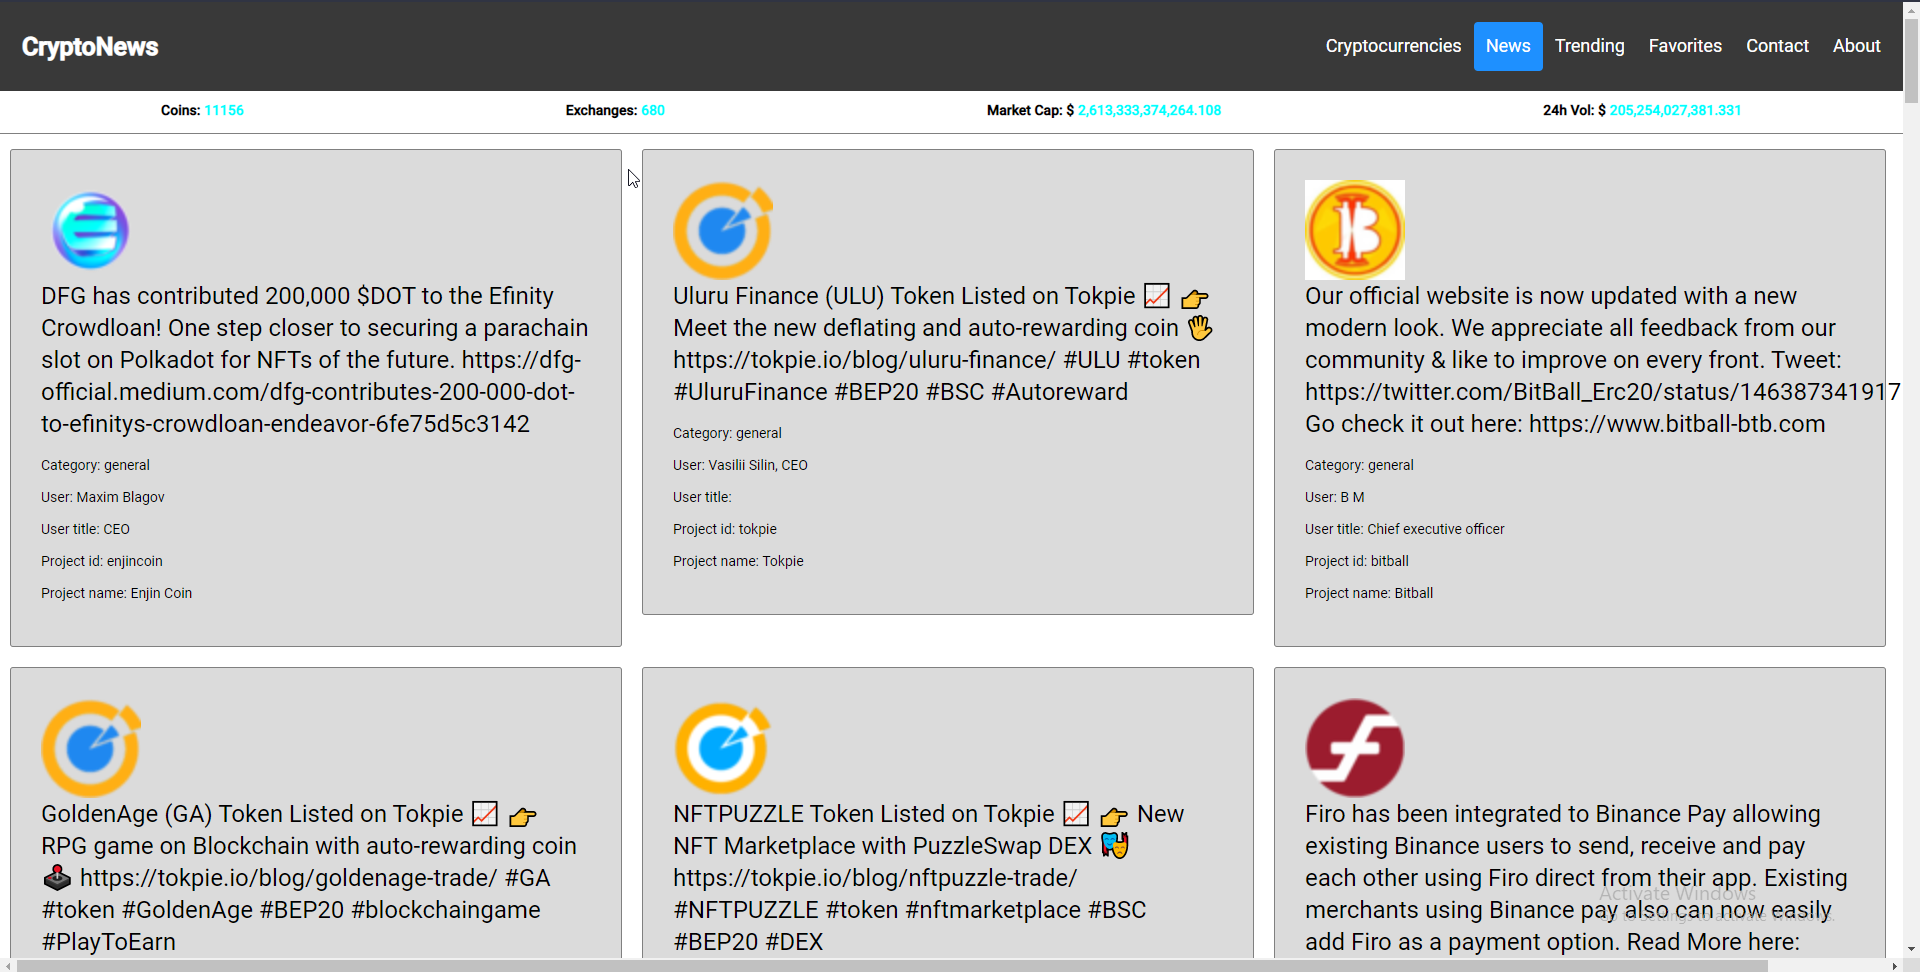 CryptoNews
Cryptocurrencies News Trending Favorites Contact About
Coins: 11156 Exchanges: 680 Market Cap: $ 2,613,333,374,264.108 24h Vol: $ 205,254,027,381.331
DFG has contributed 200,000 $DOT to the Efinity
Crowdloan! One step closer to securing a parachain
slot on Polkadot for NFTs of the future. https://dfg-
official.medium.com/dfg-contributes-200-000-dot-
to-efinitys-crowdloan-endeavor-6fe75d5c3142
Category: general
User: Maxim Blagov
User title: CEO
Project id: enjincoin
Project name: Enjin Coin
Uluru Finance (ULU) Token Listed on Tokpie 📈 👉
Meet the new deflating and auto-rewarding coin 🖐
https://tokpie.io/blog/uluru-finance/ #ULU #token
#UluruFinance #BEP20 #BSC #Autoreward
Category: general
User: Vasilii Silin, CEO
User title:
Project id: tokpie
Project name: Tokpie
Our official website is now updated with a new
modern look. We appreciate all feedback from our
community & like to improve on every front. Tweet:
https://twitter.com/BitBall_Erc20/status/146387341917
Go check it out here: https://www.bitball-btb.com
Category: general
User: B M
User title: Chief executive officer
Project id: bitball
Project name: Bitball
GoldenAge (GA) Token Listed on Tokpie 📈 👉
RPG game on Blockchain with auto-rewarding coin
🕹 https://tokpie.io/blog/goldenage-trade/ #GA
#token #GoldenAge #BEP20 #blockchaingame
#PlayToEarn
NFTPUZZLE Token Listed on Tokpie 📈 👉 New
NFT Marketplace with PuzzleSwap DEX 🎭
https://tokpie.io/blog/nftpuzzle-trade/
#NFTPUZZLE #token #nftmarketplace #BSC
#BEP20 #DEX
Firo has been integrated to Binance Pay allowing
existing Binance users to send, receive and pay
each other using Firo direct from their app. Existing
merchants using Binance pay also can now easily
add Firo as a payment option. Read More here:
Activate Windows
Go to Settings to activate Windows.